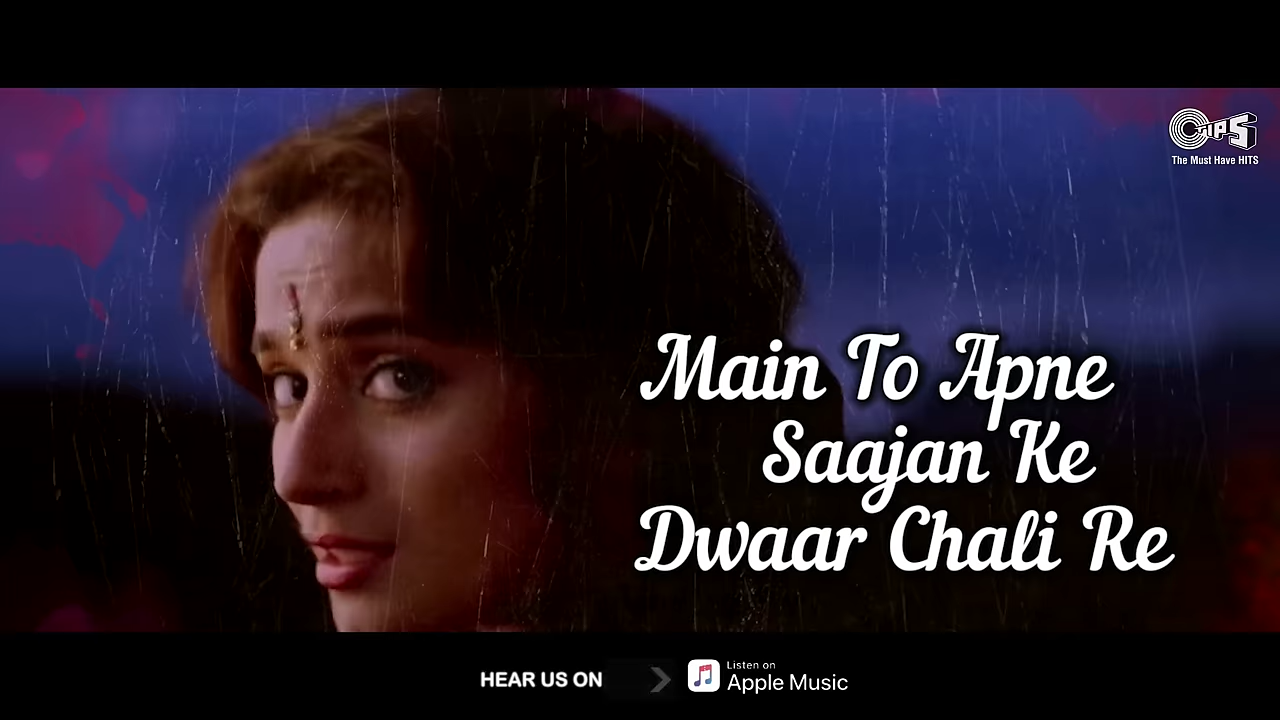 TIPS
The Must Have HITS
Main To Apne
Saajan Ke
Dwaar Chali Re
HEAR US ON
Listen on
Apple Music